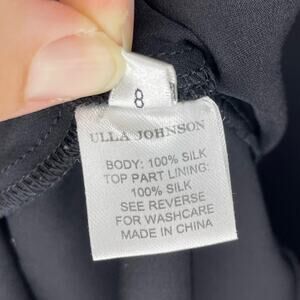 8
ULLA JOHNSON
BODY: 100% SILK
TOP PART LINING:
100% SILK
SEE REVERSE
FOR WASHCARE
MADE IN CHINA